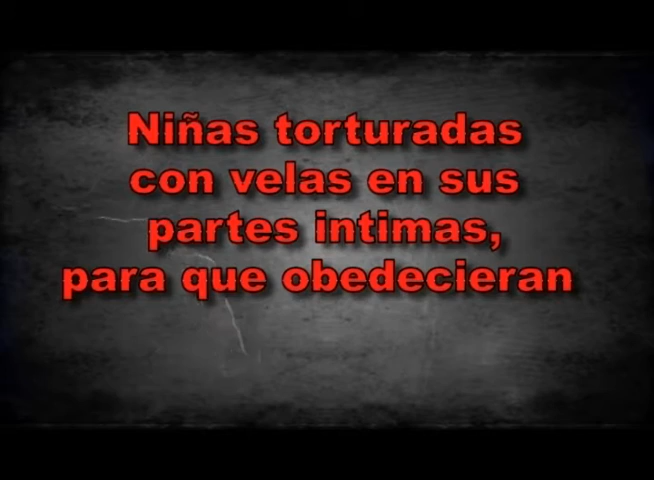 Niñas torturadas
con velas en sus
partes intimas,
para que obedecieran